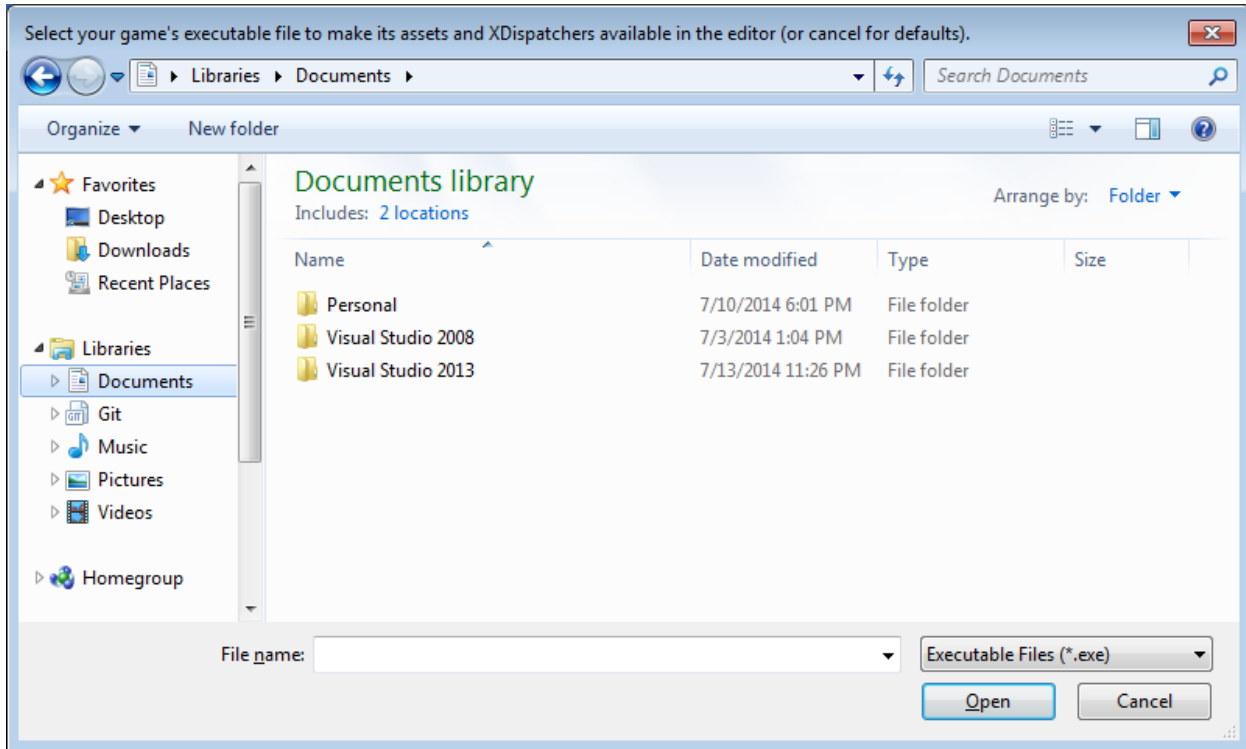 Select your game's executable file to make its assets and XDispatchers available in the editor (or cancel for defaults).
Libraries Documents
Search Documents
Organize
New folder
Favorites
Desktop
Downloads
Recent Places
Libraries
Documents
Git
Music
Pictures
Videos
Homegroup
Documents library
Includes: 2 locations
Arrange by: Folder
Name Date modified Type Size
Personal 7/10/2014 6:01 PM File folder
Visual Studio 2008 7/3/2014 1:04 PM File folder
Visual Studio 2013 7/13/2014 11:26 PM File folder
File name:
Executable Files (*.exe)
Open
Cancel